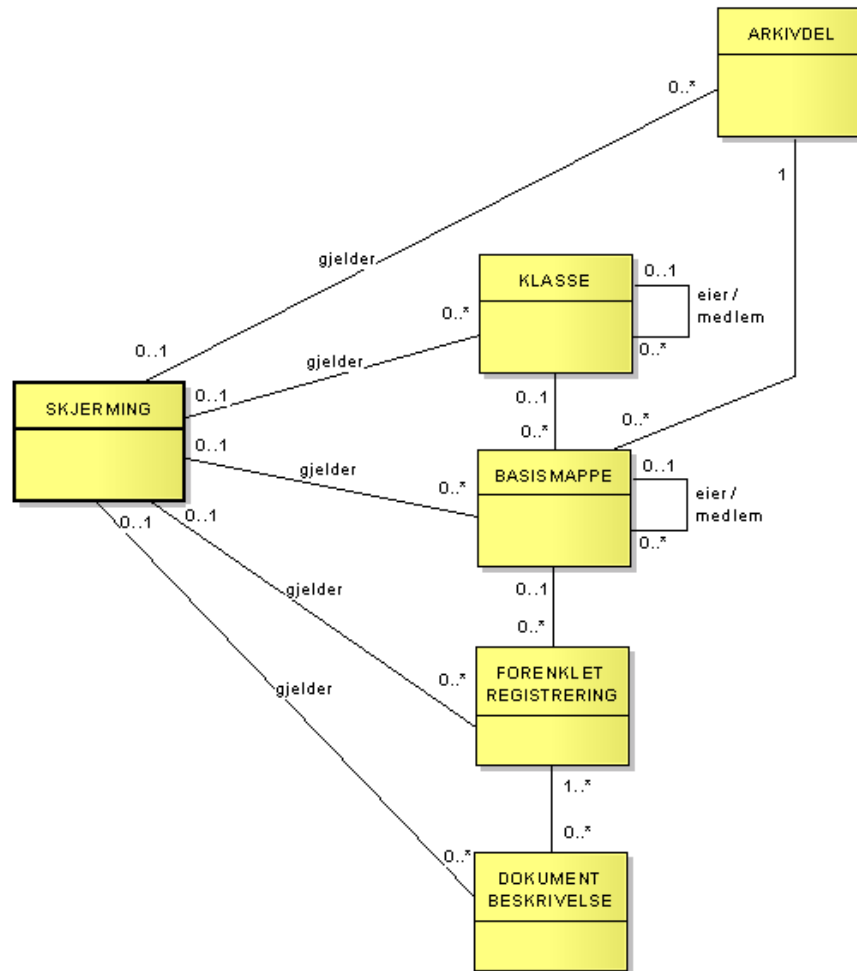 ARKIVDEL
0..*
1
gjelder
KLASSE
0..1
eier/
medlem
0..*
0..*
0..1
gjelder
0..1
0..1
0..*
0..*
SKJERMING
0..1
gjelder
BASISMAPPE
0..1
eier/
medlem
0..*
0..*
0..1
0..1
gjelder
0..1
0..*
FORENKLET
REGISTRERING
0..*
gjelder
1..*
0..*
0..*
DOKUMENT
BESKRIVELSE